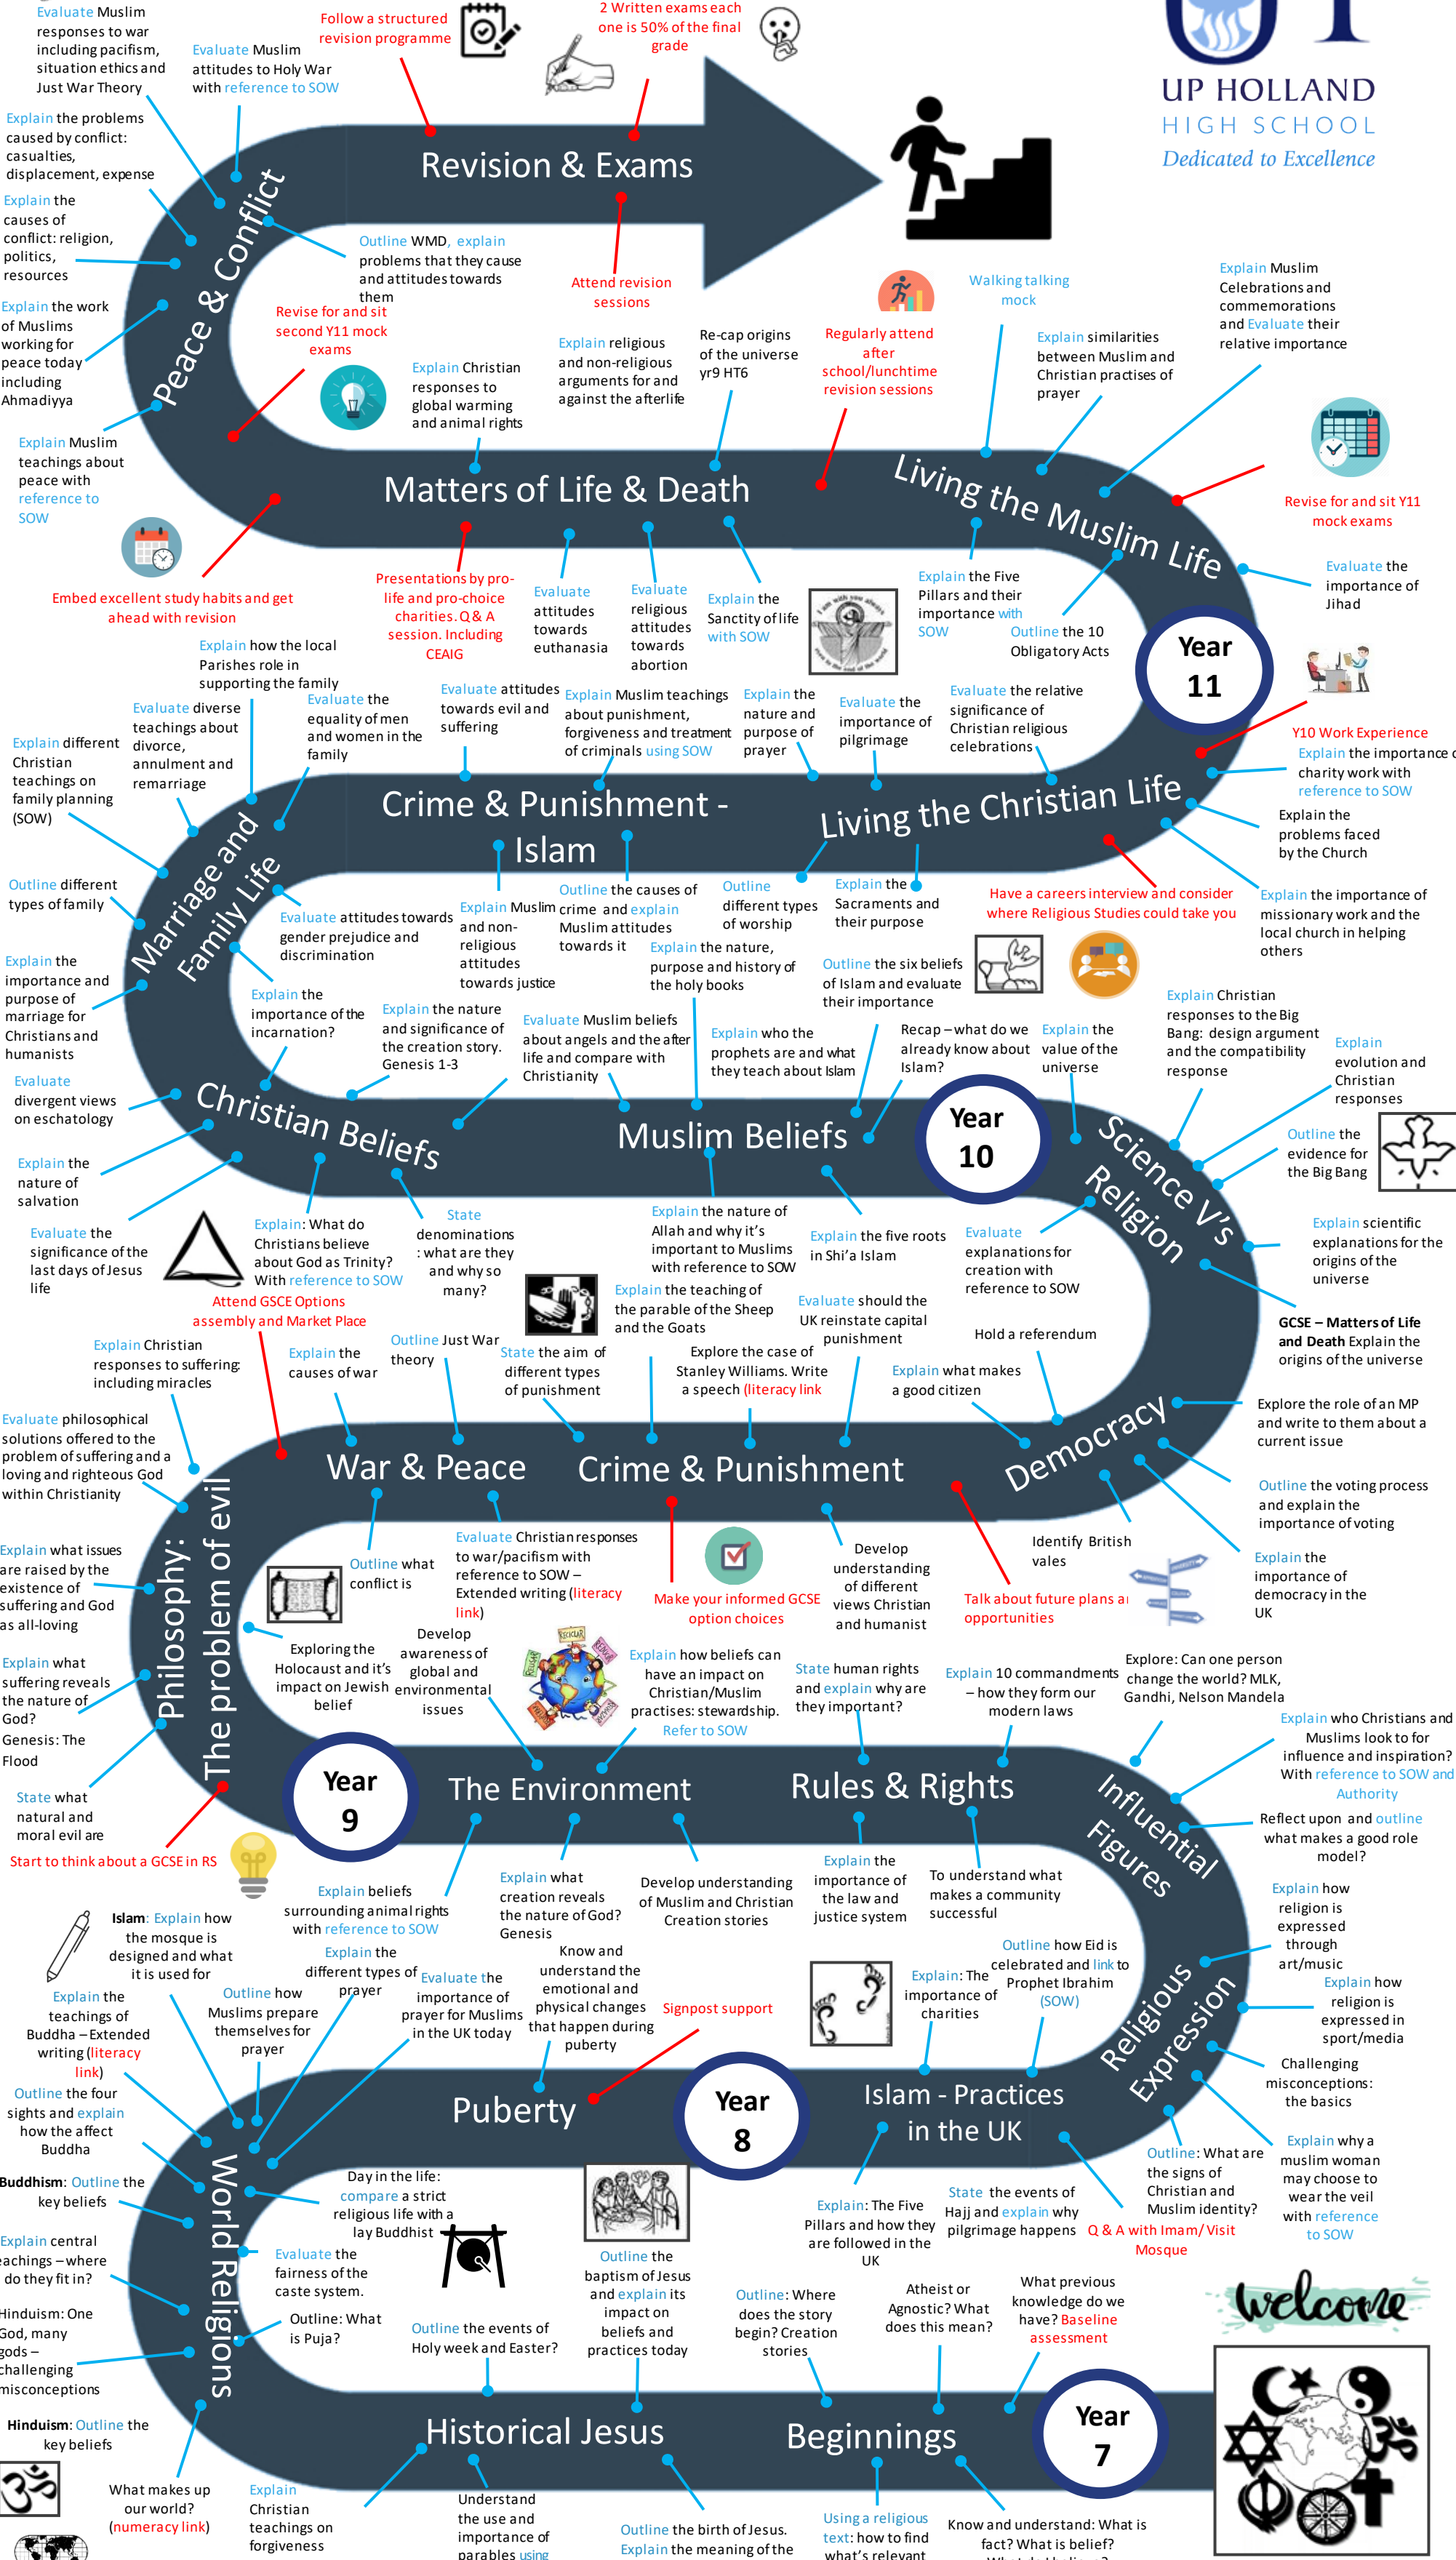 Evaluate Muslim
responses to war
including pacifism,
situation ethics and
Just War Theory
Evaluate Muslim
attitudes to Holy War
with reference to SOW
Follow a structured
revision programme
2 Written exams each
one is 50% of the final
grade
UP HOLLAND
HIGH SCHOOL
Dedicated to Excellence
Explain the problems
caused by conflict:
casualties,
displacement, expense
Revision & Exams
Explain the
causes of
conflict: religion,
politics,
resources
Peace & Conflict
Outline WMD, explain
problems that they cause
and attitudes towards
them
Attend revision
sessions
Explain the work
of Muslims
working for
peace today
including
Ahmadiyya
Revise for and sit
second Y11 mock
exams
Explain Muslim
teachings about
peace with
reference to
SOW
Explain Christian
responses to
global warming
and animal rights
Explain religious
and non-religious
arguments for and
against the afterlife
Re-cap origins
of the universe
yr9 HT6
Regularly attend
after
school/lunchtime
revision sessions
Walking talking
mock
Explain similarities
between Muslim and
Christian practises of
prayer
Explain Muslim
Celebrations and
commemorations
and Evaluate their
relative importance
Matters of Life & Death
Living the Muslim Life
Revise for and sit Y11
mock exams
Embed excellent study habits and get
ahead with revision
Presentations by pro-
life and pro-choice
charities. Q & A
session. Including
CEAIG
Evaluate
attitudes
towards
euthanasia
Evaluate
religious
attitudes
towards
abortion
Explain the
Sanctity of life
with SOW
Explain the Five
Pillars and their
importance with
SOW
Outline the 10
Obligatory Acts
Evaluate the
importance of
Jihad
Year
11
Y10 Work Experience
Explain how the local
Parishes role in
supporting the family
Evaluate diverse
teachings about
divorce,
annulment and
remarriage
Evaluate the
equality of men
and women in the
family
Explain different
Christian
teachings on
family planning
(SOW)
Evaluate attitudes
towards evil and
suffering
Explain Muslim teachings
about punishment,
forgiveness and treatment
of criminals using SOW
Explain the
nature and
purpose of
prayer
Evaluate the
importance of
pilgrimage
Evaluate the relative
significance of
Christian religious
celebrations
Explain the importance
charity work with
reference to SOW
Explain the
problems faced
by the Church
Crime & Punishment -
Islam
Living the Christian Life
Marriage and
Family Life
Outline different
types of family
Evaluate attitudes towards
gender prejudice and
discrimination
Explain Muslim
and non-
religious
attitudes
towards justice
Outline the causes of
crime and explain
Muslim attitudes
towards it
Outline
different types
of worship
Explain the
Sacraments and
their purpose
Have a careers interview and consider
where Religious Studies could take you
Explain the importance of
missionary work and the
local church in helping
others
Explain the
importance and
purpose of
marriage for
Christians and
humanists
Explain the
importance of the
incarnation?
Explain the nature
and significance of
the creation story.
Genesis 1-3
Evaluate Muslim beliefs
about angels and the after
life and compare with
Christianity
Explain the nature,
purpose and history of
the holy books
Explain who the
prophets are and what
they teach about Islam
Outline the six beliefs
of Islam and evaluate
their importance
Recap – what do we
already know about
Islam?
Explain the
value of the
universe
Explain Christian
responses to the Big
Bang: design argument
and the compatibility
response
Explain
evolution and
Christian
responses
Outline the
evidence for
the Big Bang
Evaluate
divergent views
on eschatology
Christian Beliefs
Muslim Beliefs
Year
10
Science V’s
Religion
Explain the
nature of
salvation
Evaluate the
significance of the
last days of Jesus
life
Explain: What do
Christians believe
about God as Trinity?
With reference to SOW
State
denominations
: what are they
and why so
many?
Explain the nature of
Allah and why it’s
important to Muslims
with reference to SOW
Explain the five roots
in Shi’a Islam
Evaluate
explanations for
creation with
reference to SOW
Explain scientific
explanations for the
origins of the
universe
GCSE – Matters of Life
and Death Explain the
origins of the universe
Attend GSCE Options
assembly and Market Place
Explain Christian
responses to suffering:
including miracles
Explain the
causes of war
Outline Just War
theory
State the aim of
different types
of punishment
Explain the teaching of
the parable of the Sheep
and the Goats
Explore the case of
Stanley Williams. Write
a speech (literacy link
Evaluate should the
UK reinstate capital
punishment
Explain what makes
a good citizen
Hold a referendum
Explore the role of an MP
and write to them about a
current issue
Evaluate philosophical
solutions offered to the
problem of suffering and a
loving and righteous God
within Christianity
War & Peace
Crime & Punishment
Democracy
Outline the voting process
and explain the
importance of voting
Philosophy:
The problem of evil
Explain what issues
are raised by the
existence of
suffering and God
as all-loving
Outline what
conflict is
Evaluate Christian responses
to war/pacifism with
reference to SOW –
Extended writing (literacy
link)
Make your informed GCSE
option choices
Develop
understanding
of different
views Christian
and humanist
Talk about future plans
opportunities
Identify British
vales
Explain the
importance of
democracy in the
UK
Exploring the
Holocaust and it’s
impact on Jewish
belief
Develop
awareness of
global and
environmental
issues
Explain what
suffering reveals
the nature of
God?
Genesis: The
Flood
Explain how beliefs can
have an impact on
Christian/Muslim
practises: stewardship.
Refer to SOW
State human rights
and explain why are
they important?
Explain 10 commandments
– how they form our
modern laws
Explore: Can one person
change the world? MLK,
Gandhi, Nelson Mandela
Explain who Christians and
Muslims look to for
influence and inspiration?
With reference to SOW and
Authority
State what
natural and
moral evil are
Year
9
The Environment
Rules & Rights
Influential
Figures
Reflect upon and outline
what makes a good role
model?
Start to think about a GCSE in RS
Explain beliefs
surrounding animal rights
with reference to SOW
Explain what
creation reveals
the nature of God?
Genesis
Develop understanding
of Muslim and Christian
Creation stories
Explain the
importance of
the law and
justice system
To understand what
makes a community
successful
Explain how
religion is
expressed
through
art/music
Islam: Explain how
the mosque is
designed and what
it is used for
Explain the
different types of
prayer
Evaluate the
importance of
prayer for Muslims
in the UK today
Know and
understand the
emotional and
physical changes
that happen during
puberty
Signpost support
Explain: The
importance of
charities
Outline how Eid is
celebrated and link to
Prophet Ibrahim
(SOW)
Explain how
religion is
expressed in
sport/media
Explain the
teachings of
Buddha – Extended
writing (literacy
link)
Outline how
Muslims prepare
themselves for
prayer
Religious
Expression
Challenging
misconceptions:
the basics
Outline the four
sights and explain
how the affect
Buddha
Puberty
Year
8
Islam - Practices
in the UK
Explain why a
muslim woman
may choose to
wear the veil
with reference
to SOW
Buddhism: Outline the
key beliefs
World Religions
Day in the life:
compare a strict
religious life with a
lay Buddhist
Explain: The Five
Pillars and how they
are followed in the
UK
State the events of
Hajj and explain why
pilgrimage happens
Outline: What are
the signs of
Christian and
Muslim identity?
Q & A with Imam/ Visit
Mosque
Explain central
eachings – where
do they fit in?
Evaluate the
fairness of the
caste system.
Outline the
baptism of Jesus
and explain its
impact on
beliefs and
practices today
Outline: Where
does the story
begin? Creation
stories
Atheist or
Agnostic? What
does this mean?
What previous
knowledge do we
have? Baseline
assessment
welcome
Hinduism: One
God, many
gods –
challenging
misconceptions
Outline: What
is Puja?
Outline the events of
Holy week and Easter?
Hinduism: Outline the
key beliefs
Historical Jesus
Beginnings
Year
7
What makes up
our world?
(numeracy link)
Explain
Christian
teachings on
forgiveness
Understand
the use and
importance of
parables using
Outline the birth of Jesus.
Explain the meaning of the
Using a religious
text: how to find
what’s relevant
Know and understand: What is
fact? What is belief?